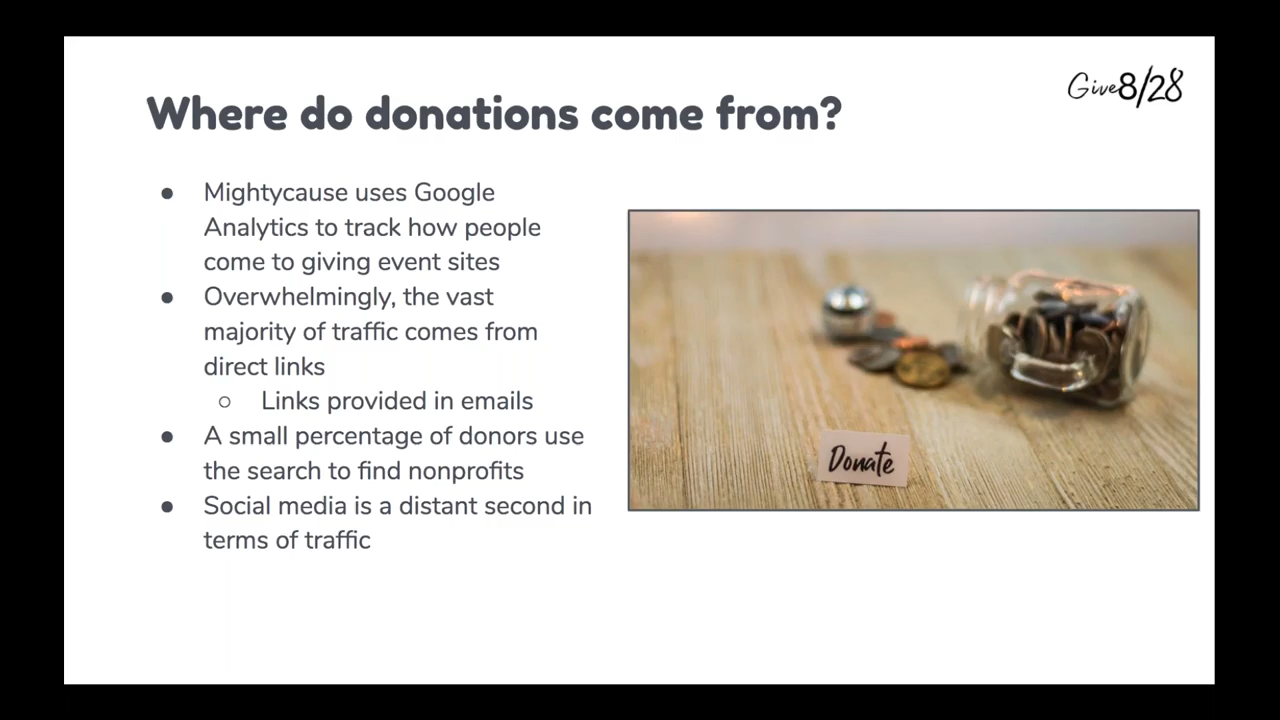 Give8/28
Where do donations come from?
● Mightycause uses Google
Analytics to track how people
come to giving event sites
● Overwhelmingly, the vast
majority of traffic comes from
direct links
○ Links provided in emails
● A small percentage of donors use
the search to find nonprofits
● Social media is a distant second in
terms of traffic
Donate